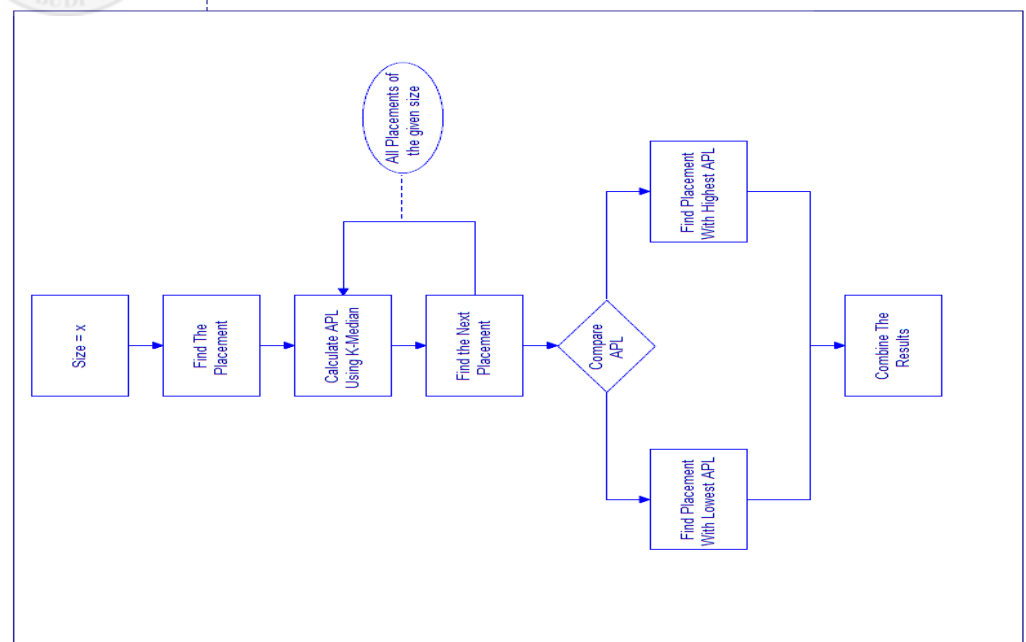 All Placements of
the given size
Size = x
Find The
Placement
Calculate APL
Using K-Median
Find the Next
Placement
Compare
APL
Find Placement
With Highest APL
Find Placement
With Lowest APL
Combine The
Results